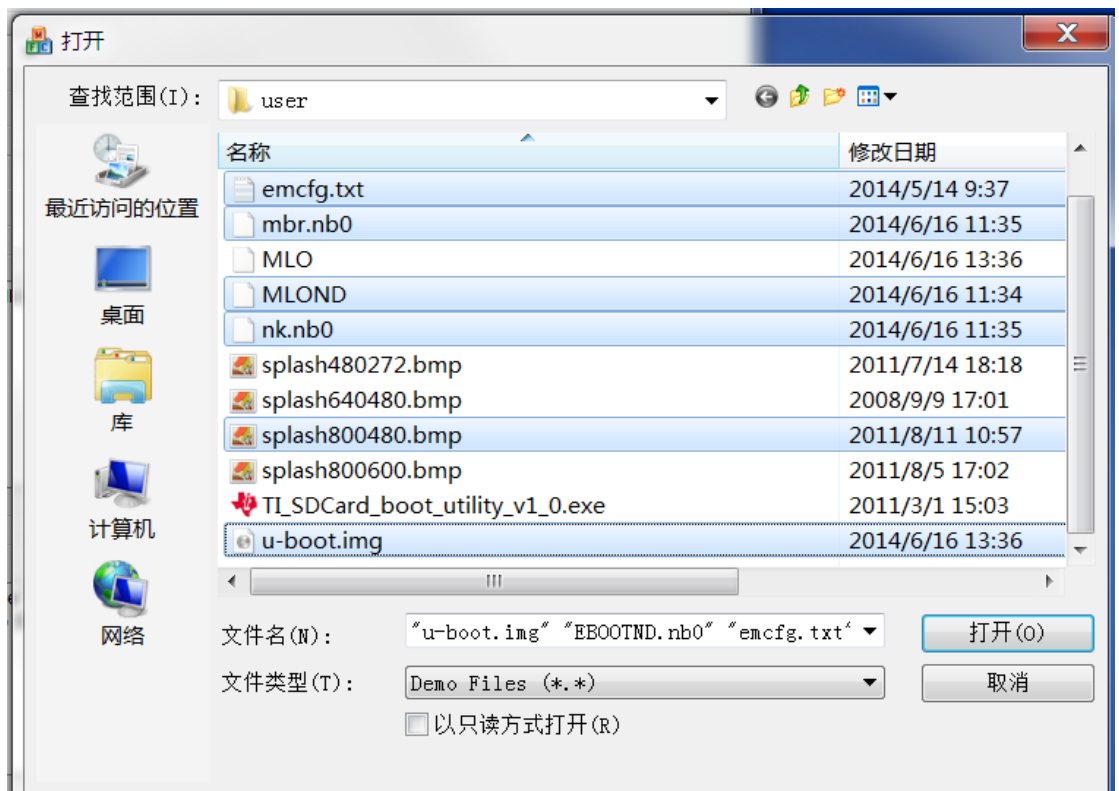 打开
查找范围(I):
user
最近访问的位置
桌面
库
计算机
网络
名称 修改日期
emcfg.txt 2014/5/14 9:37
mbr.nb0 2014/6/16 11:35
MLO 2014/6/16 13:36
MLOND 2014/6/16 11:34
nk.nb0 2014/6/16 11:35
splash480272.bmp 2011/7/14 18:18
splash640480.bmp 2008/9/9 17:01
splash800480.bmp 2011/8/11 10:57
splash800600.bmp 2011/8/5 17:02
TI_SDCard_boot_utility_v1_0.exe 2011/3/1 15:03
u-boot.img 2014/6/16 13:36
文件名(N): "u-boot.img" "EBOOTND.nb0" "emcfg.txt" 打开(O)
文件类型(T): Demo Files (*.*) 取消
以只读方式打开(R)